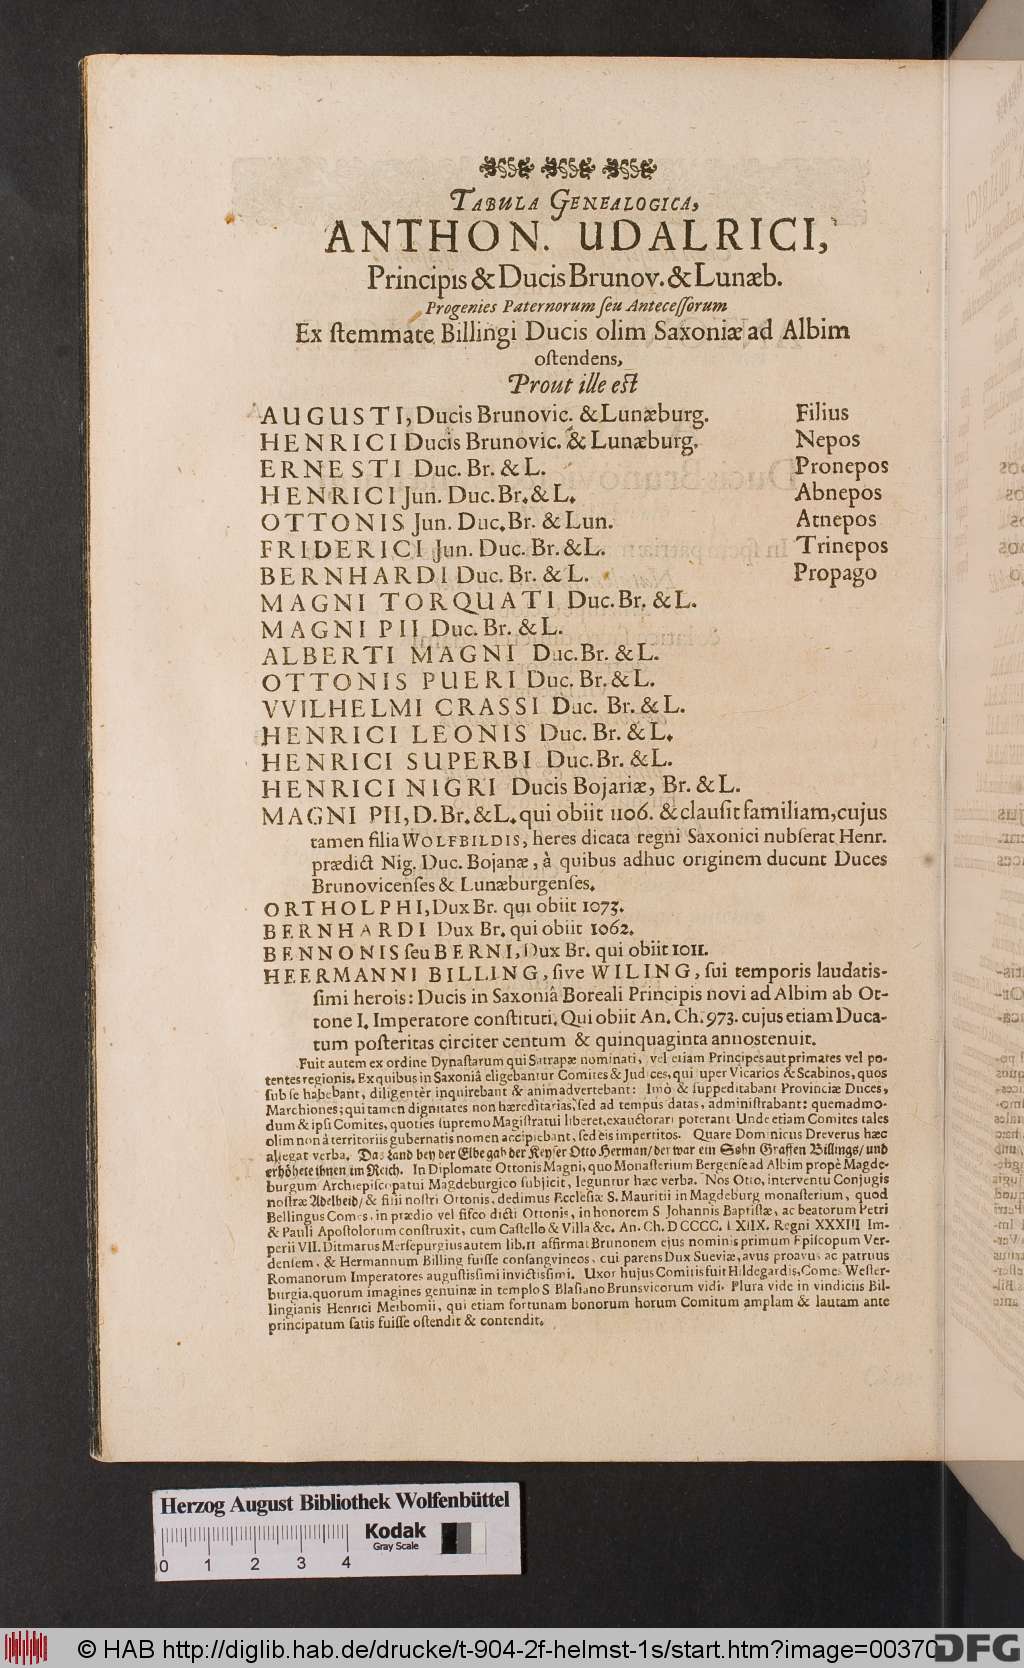 TABULA GENEALOGICA,
ANTHON. UDALRICI,
Principis & Ducis Brunov. & Lunæb.
Progenies Paternorum ſeu Anteceſſorum
Ex ſtemmate Billingi Ducis olim Saxoniæ ad Albim
oſtendens,
Prout ille eſt
AUGUSTI, Ducis Brunovic. & Lunæburg. Filius
HENRICI Ducis Brunovic. & Lunæburg. Nepos
ERNESTI Duc. Br. & L. Pronepos
HENRICI Jun. Duc. Br. & L. Abnepos
OTTONIS Jun. Duc. Br. & Lun. Atnepos
FRIDERICI Jun. Duc. Br. & L. Trinepos
BERNHARDI Duc. Br. & L. Propago
MAGNI TORQUATI Duc. Br. & L.
MAGNI PII Duc. Br. & L.
ALBERTI MAGNI Duc. Br. & L.
OTTONIS PUERI Duc. Br. & L.
VVILHELMI CRASSI Duc. Br. & L.
HENRICI LEONIS Duc. Br. & L.
HENRICI SUPERBI Duc. Br. & L.
HENRICI NIGRI Ducis Bojariæ, Br. & L.
MAGNI PII, D. Br. & L. qui obiit 1106. & clauſit familiam, cujus
tamen filia WOLFBILDIS, heres dicata regni Saxonici nubſerat Henr.
prædict Nig. Duc. Bojanæ, à quibus adhuc originem ducunt Duces
Brunovicenſes & Lunæburgenſes.
ORTHOLPHI, Dux Br. qui obiit 1073.
BERNHARDI Dux Br. qui obiit 1062.
BENNONIS ſeu BERNI, Dux Br. qui obiit 1011.
HEERMANNI BILLING, ſive WILING, ſui temporis laudatis-
ſimi herois: Ducis in Saxoniâ Boreali Principis novi ad Albim ab Ot-
tone I. Imperatore conſtituti. Qui obiit An. Ch. 973. cujus etiam Duca-
tum poſteritas circiter centum & quinquaginta annos tenuit.
Fuit autem ex ordine Dynaſtarum qui Satrapæ nominati, vel etiam Principes aut primates vel po-
tentes regionis. Ex quibus in Saxoniâ eligebantur Comites & Judices, qui uper Vicarios & Scabinos, quos
ſub ſe habebant, diligenter inquirebant & animadvertebant: Imò & ſuppeditabant Provinciæ Duces,
Marchiones; qui tamen dignitates non hæreditarias, ſed ad tempus datas, adminiſtrabant: quemadmo-
dum & ipſi Comites, quoties ſupremo Magiſtratui liberet, exauctorari poterant Unde etiam Comites tales
olim non à territoriis gubernatis nomen accipiebant, ſed eis impertitos. Quare Dominicus Dreverus hæc
allegat verba. Das Land bey der Elbe gab der Keyſer Otto Herman/ der war ein Sohn Graffen Billings/ und
erhöhete ihnen im Reich. In Diplomate Ottonis Magni, quo Monaſterium Bergenſe ad Albim propè Magde-
burgum Archiepiſcopatui Magdeburgico ſubjicit, leguntur hæc verba. Nos Otto, interventu Conjugis
noſtræ Adelheid/ & filii noſtri Ottonis, dedimus Eccleſiæ S. Mauritii in Magdeburg monaſterium, quod
Bellingus Comes, in prædio vel fiſco dicti Ottonis, in honorem S Johannis Baptiſtæ, ac beatorum Petri
& Pauli Apoſtolorum conſtruxit, cum Caſtello & Villa &c. An. Ch. D CCCC. LXIIX. Regni XXXIII Im-
perii VII. Ditmarus Merſepurgius autem lib. II affirmat Brunonem ejus nominis primum Epiſcopum Ver-
denſem, & Hermannum Billing fuiſſe conſangvineos, cui parens Dux Sueviæ, avus proavus ac patruus
Romanorum Imperatores auguſtiſſimi invictiſſimi. Uxor hujus Comitis fuit Hildegardis, Comes Weſter-
burgia, quorum imagines genuinæ in templo S Blaſiano Brunsvicorum vidi. Plura vide in vindiciis Bil-
lingianis Henrici Meibomii, qui etiam fortunam bonorum horum Comitum amplam & lautam ante
principatum ſatis fuiſſe oſtendit & contendit.
Herzog August Bibliothek Wolfenbüttel
Kodak
Gray Scale
0 1 2 3 4
© HAB http://diglib.hab.de/drucke/t-904-2f-helmst-1s/start.htm?image=00370
DFG